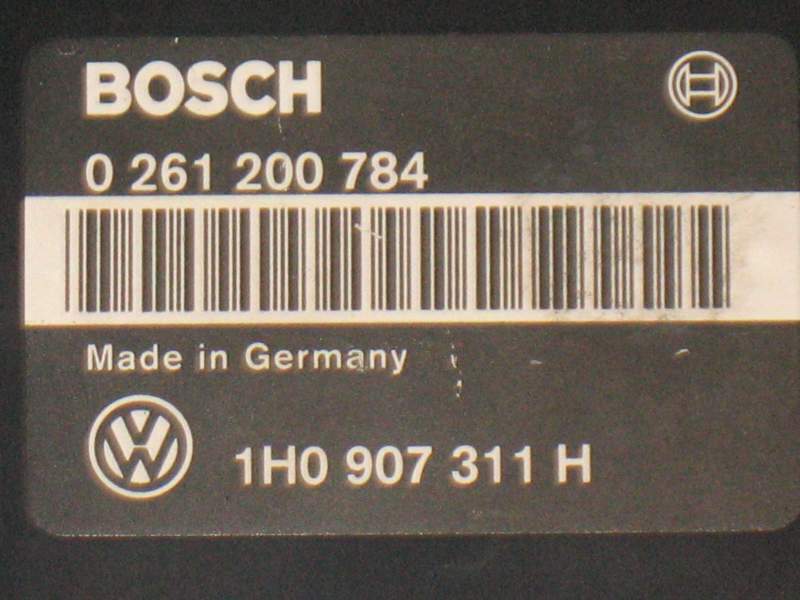 BOSCH
0 261 200 784
Made in Germany
1H0 907 311 H